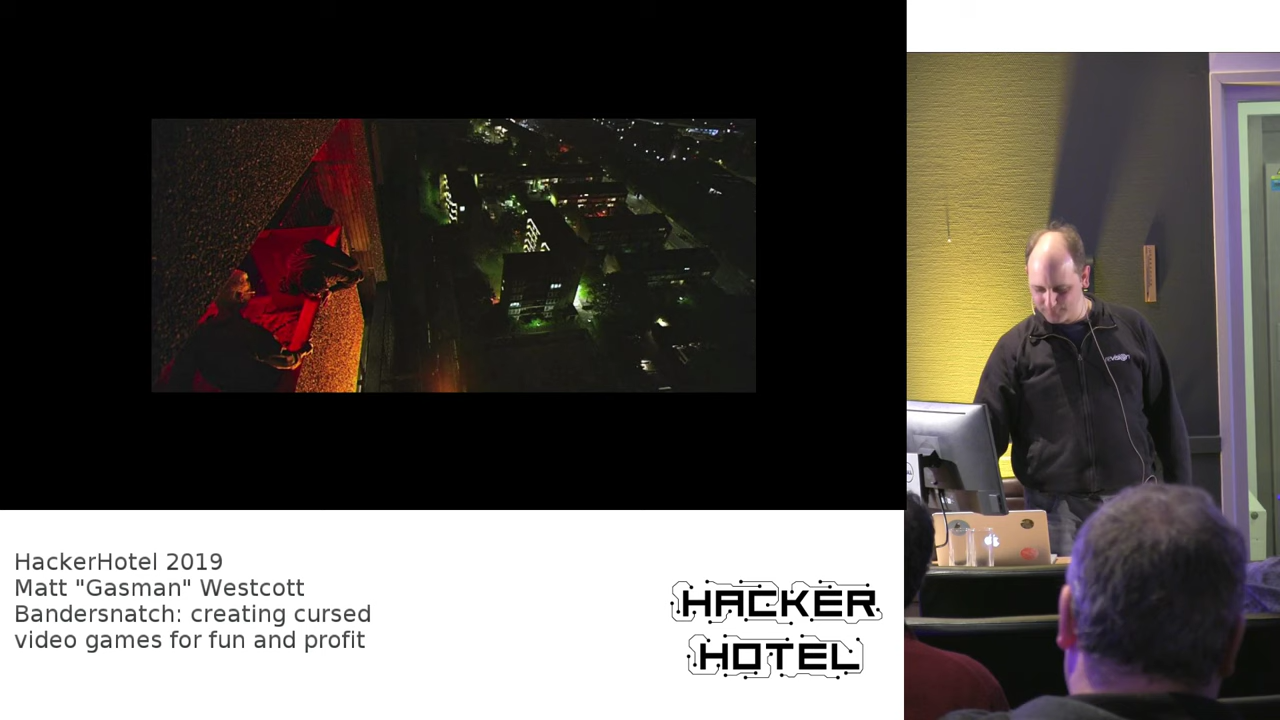 HackerHotel 2019
Matt "Gasman" Westcott
Bandersnatch: creating cursed
video games for fun and profit
HACKER
HOTEL